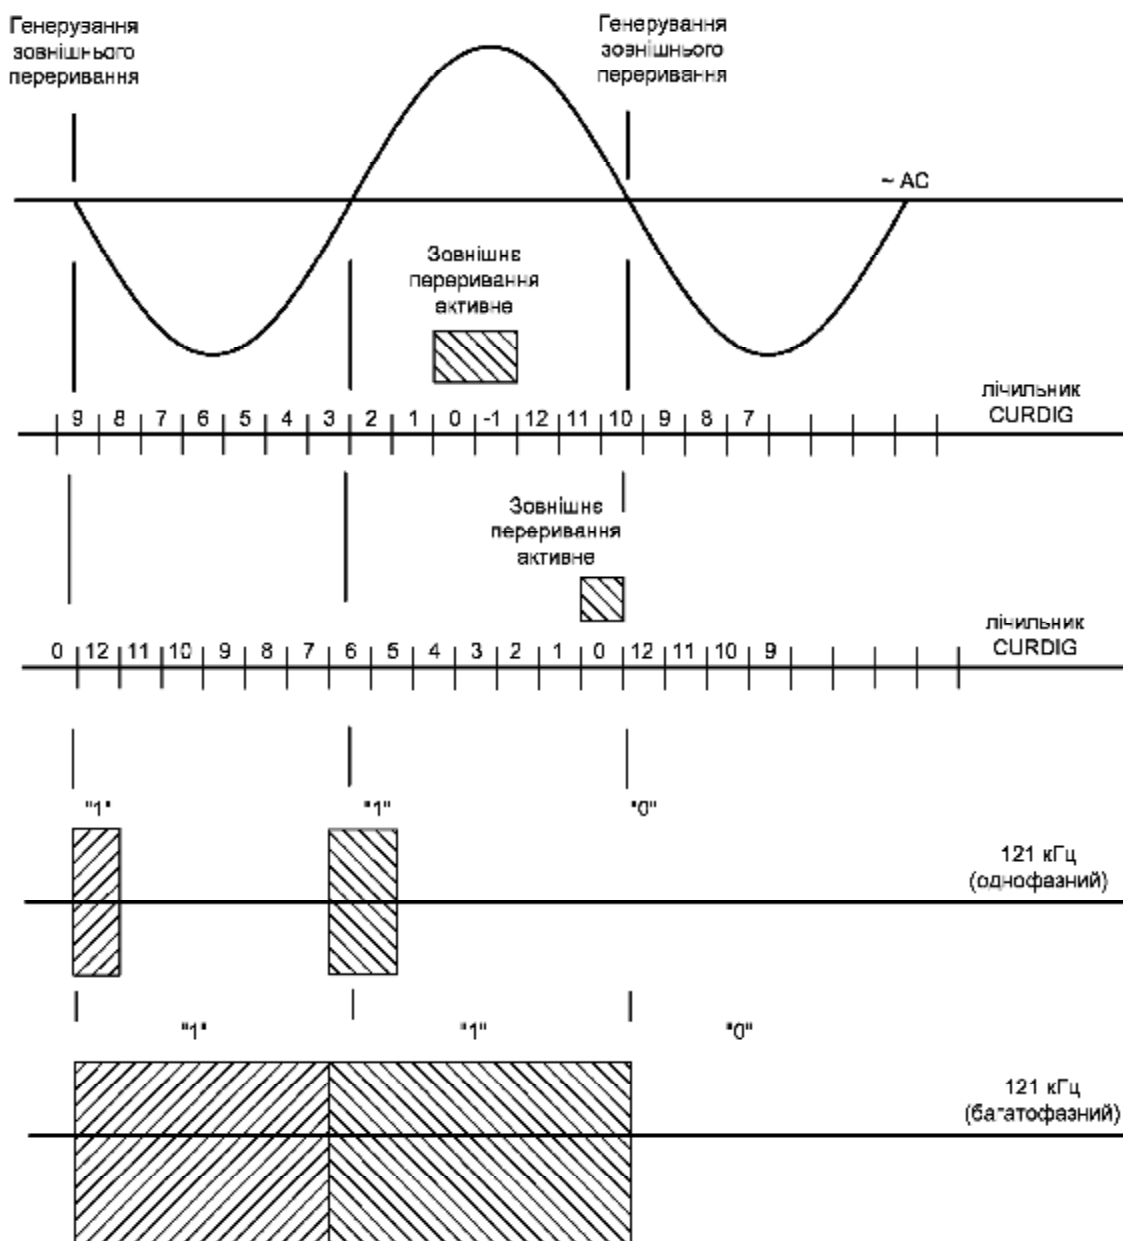 Генерування
зовнішнього
переривання
Генерування
зовнішнього
переривання
~ AC
Зовнішнє
переривання
активне
лічильник
CURDIG
9 8 7 6 5 4 3 2 1 0 -1 12 11 10 9 8 7
Зовнішнє
переривання
активне
лічильник
CURDIG
0 12 11 10 9 8 7 6 5 4 3 2 1 0 12 11 10 9
"1" "1" "0"
121 кГц
(однофазний)
"1" "1" "0"
121 кГц
(багатофазний)